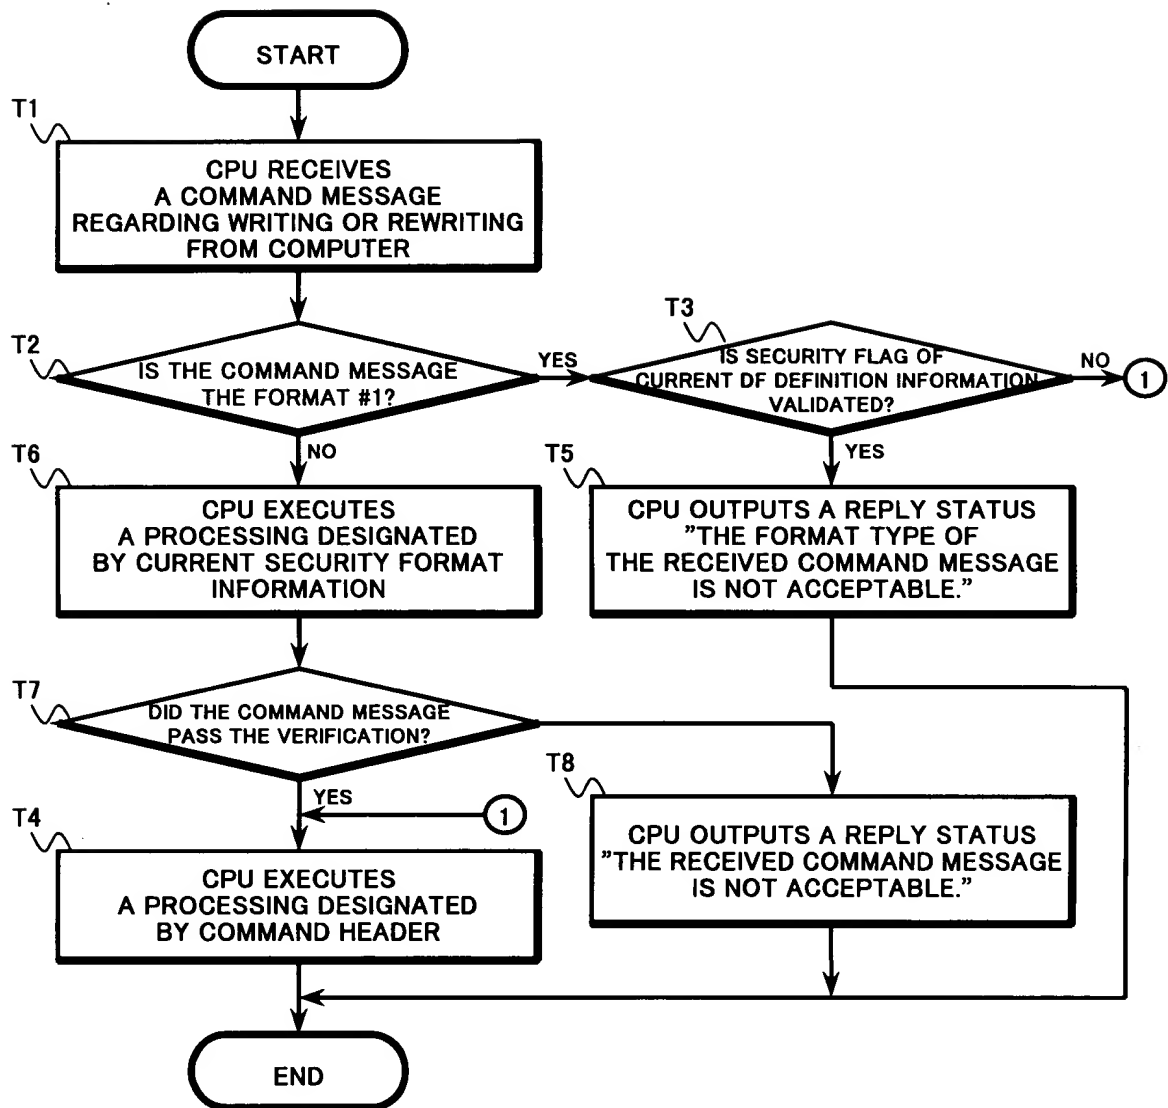 START
T1
CPU RECEIVES
A COMMAND MESSAGE
REGARDING WRITING OR REWRITING
FROM COMPUTER
T2
IS THE COMMAND MESSAGE
THE FORMAT #1?
YES
T3
IS SECURITY FLAG OF
CURRENT DF DEFINITION INFORMATION
VALIDATED?
NO
1
NO
YES
T6
CPU EXECUTES
A PROCESSING DESIGNATED
BY CURRENT SECURITY FORMAT
INFORMATION
T5
CPU OUTPUTS A REPLY STATUS
”THE FORMAT TYPE OF
THE RECEIVED COMMAND MESSAGE
IS NOT ACCEPTABLE.”
T7
DID THE COMMAND MESSAGE
PASS THE VERIFICATION?
YES
1
T8
CPU OUTPUTS A REPLY STATUS
”THE RECEIVED COMMAND MESSAGE
IS NOT ACCEPTABLE.”
T4
CPU EXECUTES
A PROCESSING DESIGNATED
BY COMMAND HEADER
END